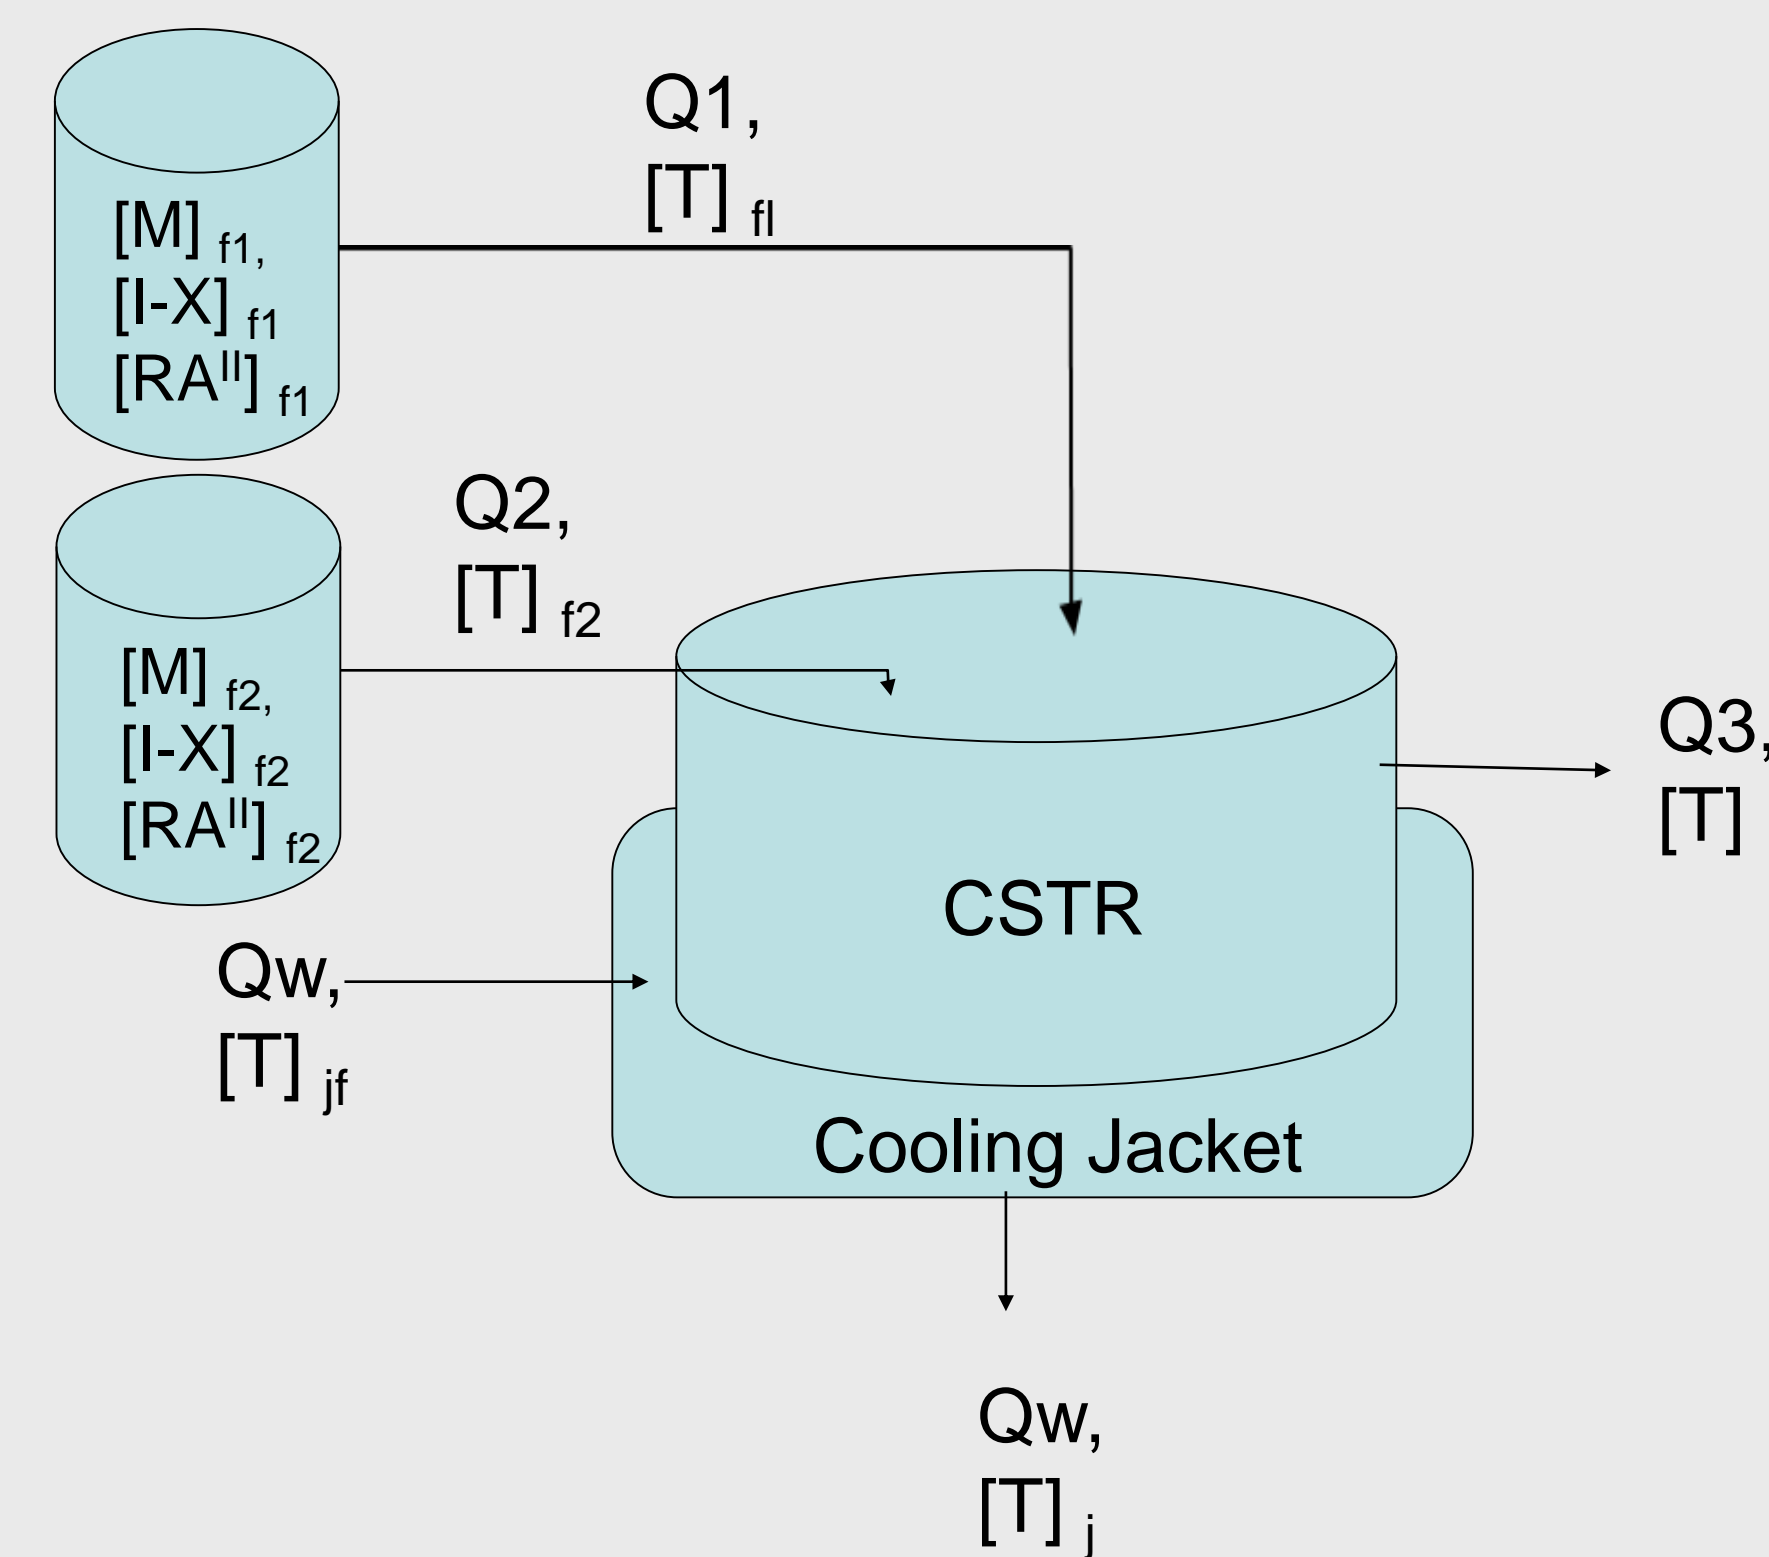 Q1,
[T] fl
[M] f1,
[I-X] f1
[RAII] f1
Q2,
[T] f2
[M] f2,
[I-X] f2
[RAII] f2
Q3,
[T]
CSTR
Qw,
[T] jf
Cooling Jacket
Qw,
[T] j